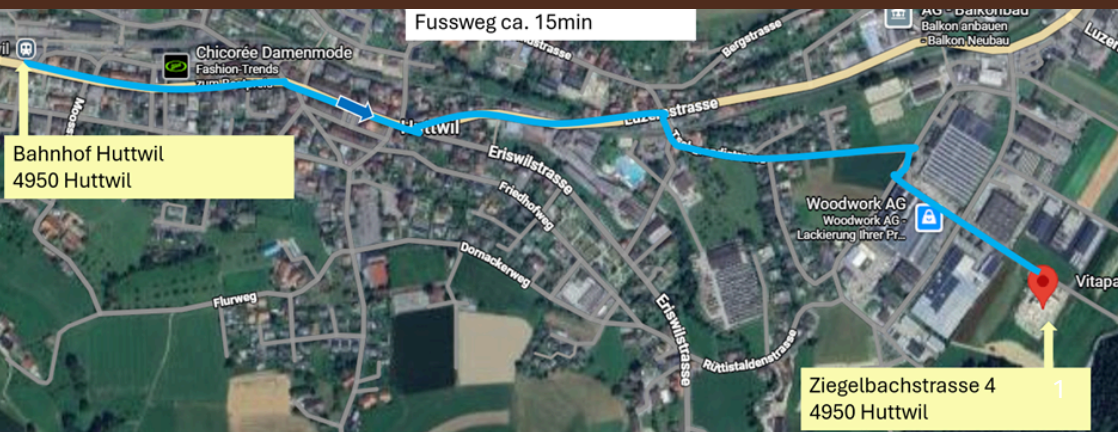 Fussweg ca. 15min
AG - Balkonbau
Balkon anbauen
- Balkon Neubau
Bergstrasse
Chicorée Damenmode
Fashion-Trends
Huttwil
Luzernstrasse
Bahnhof Huttwil
4950 Huttwil
Eriswilstrasse
Friedhofweg
Dornackerweg
Flurweg
Woodwork AG
Woodwork AG -
Lackierung Ihrer Pr...
Vitapa
Eriswilstrasse
Rüttistaldenstrasse
Ziegelbachstrasse 4
4950 Huttwil
1